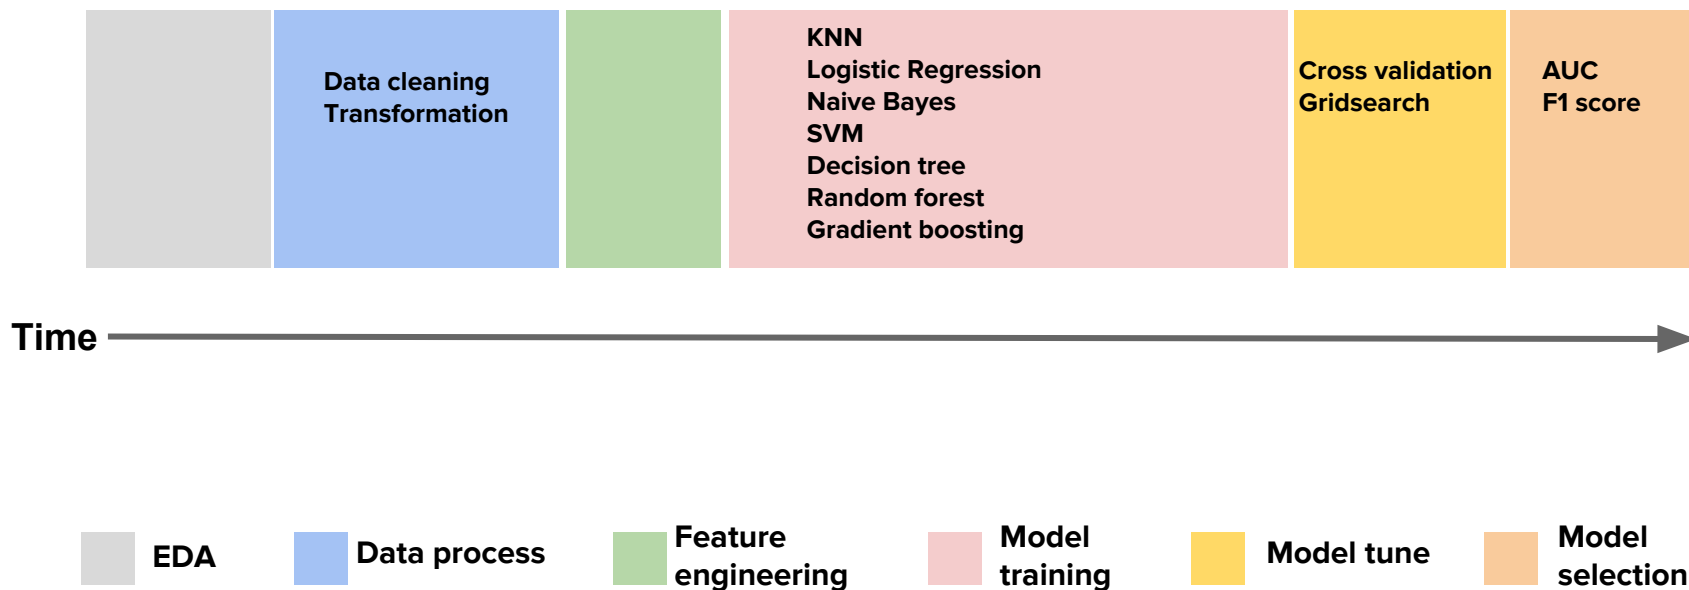 Data cleaning
Transformation
KNN
Logistic Regression
Naive Bayes
SVM
Decision tree
Random forest
Gradient boosting
Cross validation
Gridsearch
AUC
F1 score
Time
EDA
Data process
Feature
engineering
Model
training
Model tune
Model
selection